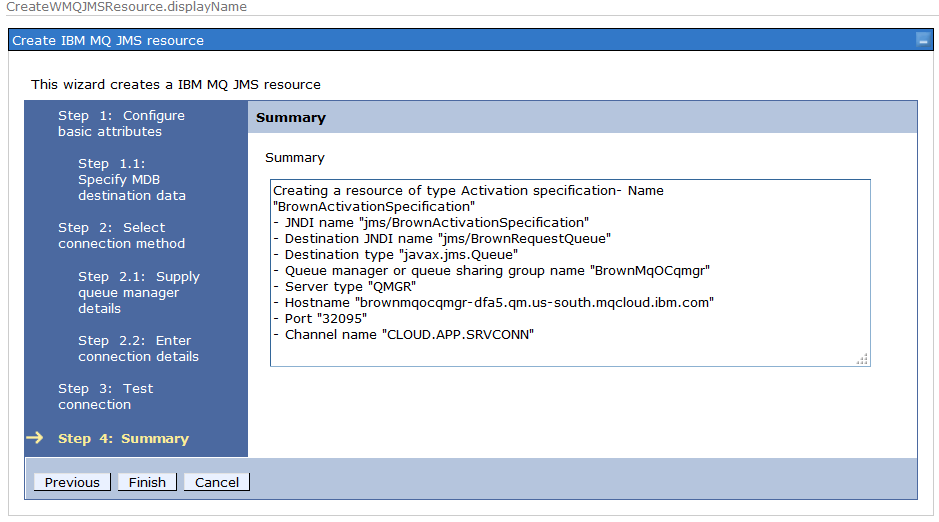 CreateWMQJMSResource.displayName
Create IBM MQ JMS resource
This wizard creates a IBM MQ JMS resource
Step 1: Configure
basic attributes
Step 1.1:
Specify MDB
destination data
Step 2: Select
connection method
Step 2.1: Supply
queue manager
details
Step 2.2: Enter
connection details
Step 3: Test
connection
Step 4: Summary
Summary
Summary
Creating a resource of type Activation specification- Name
"BrownActivationSpecification"
- JNDI name "jms/BrownActivationSpecification"
- Destination JNDI name "jms/BrownRequestQueue"
- Destination type "javax.jms.Queue"
- Queue manager or queue sharing group name "BrownMqOCqmgr"
- Server type "QMGR"
- Hostname "brownmqocqmgr-dfa5.qm.us-south.mqcloud.ibm.com"
- Port "32095"
- Channel name "CLOUD.APP.SRVCONN"
Previous Finish Cancel